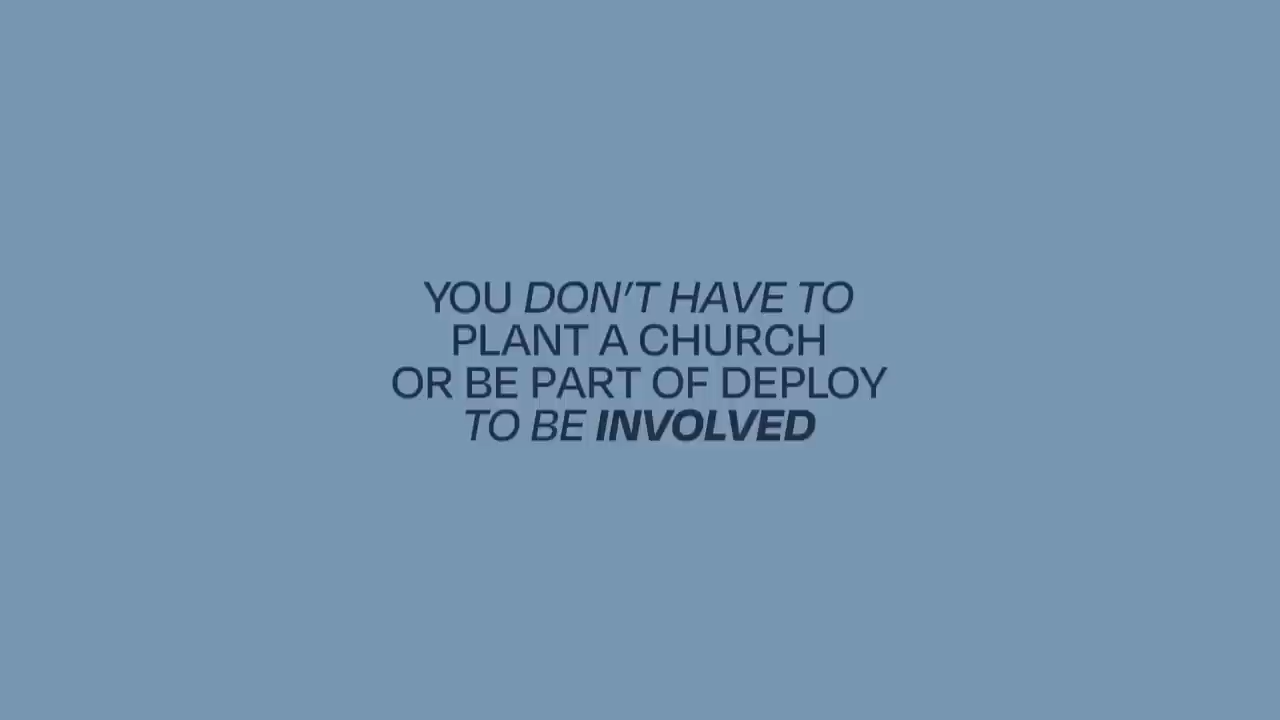 YOU DON'T HAVE TO
PLANT A CHURCH
OR BE PART OF DEPLOY
TO BE INVOLVED